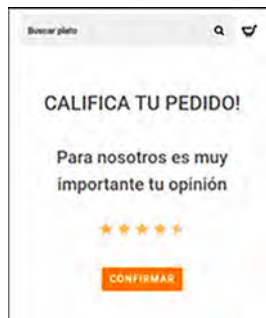 Buscar plato
CALIFICA TU PEDIDO!
Para nosotros es muy
importante tu opinión
CONFIRMAR